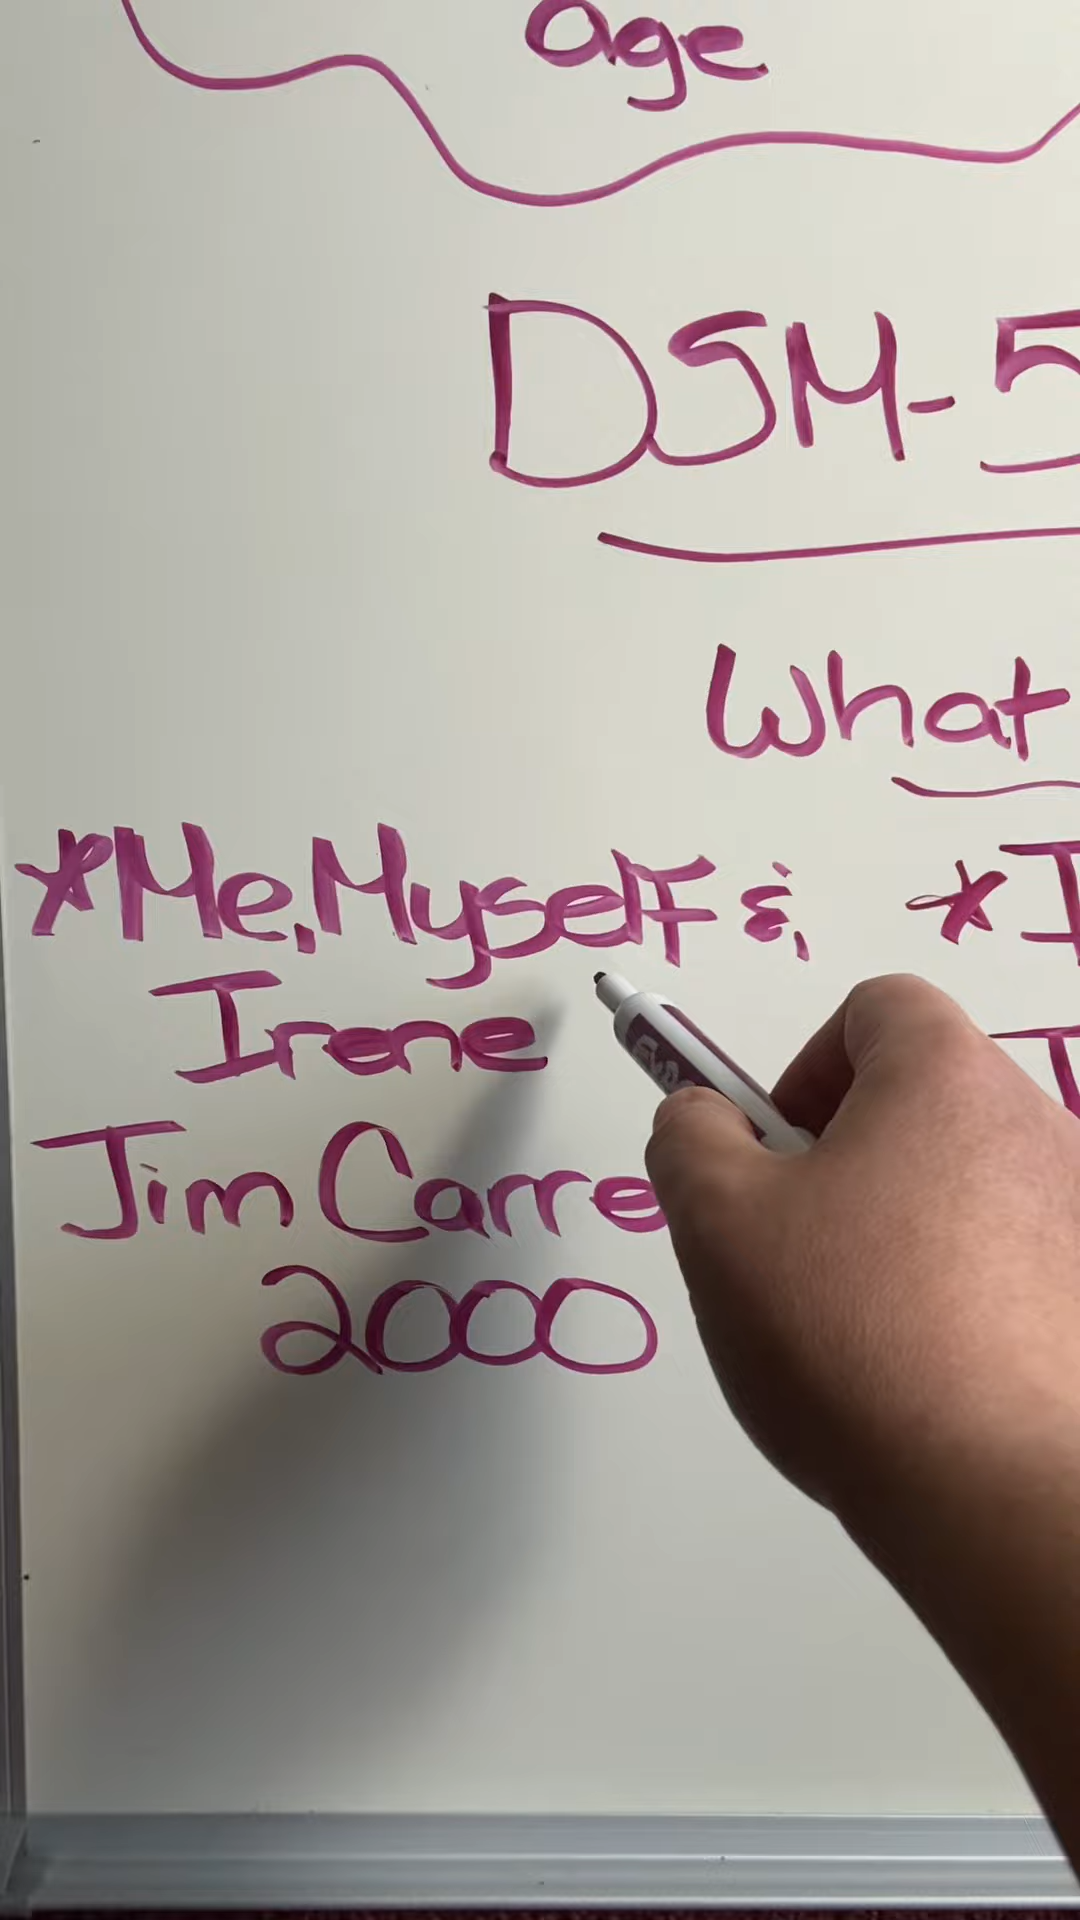 age
DSM-5
What
*Me, Myself &
Irene
Jim Carre
2000